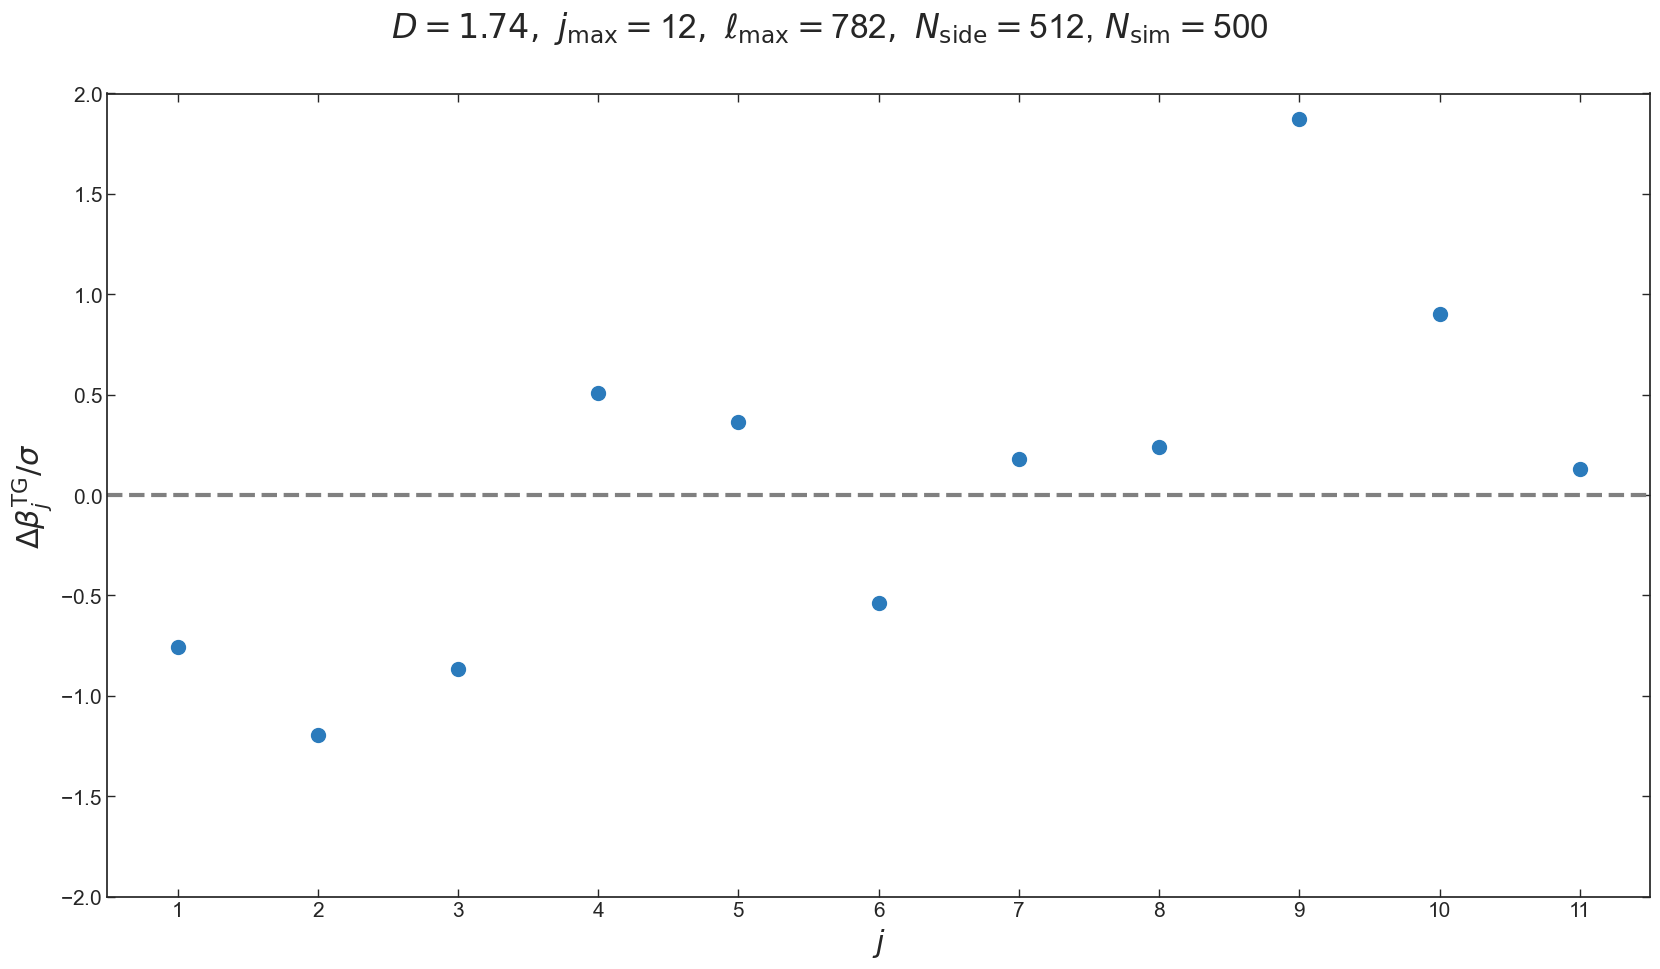 D = 1.74, j_max = 12, ℓ_max = 782, N_side = 512, N_sim = 500
2.0
1.5
1.0
0.5
0.0
−0.5
−1.0
−1.5
−2.0
Δβ_j^TG/σ
1 2 3 4 5 6 7 8 9 10 11
j